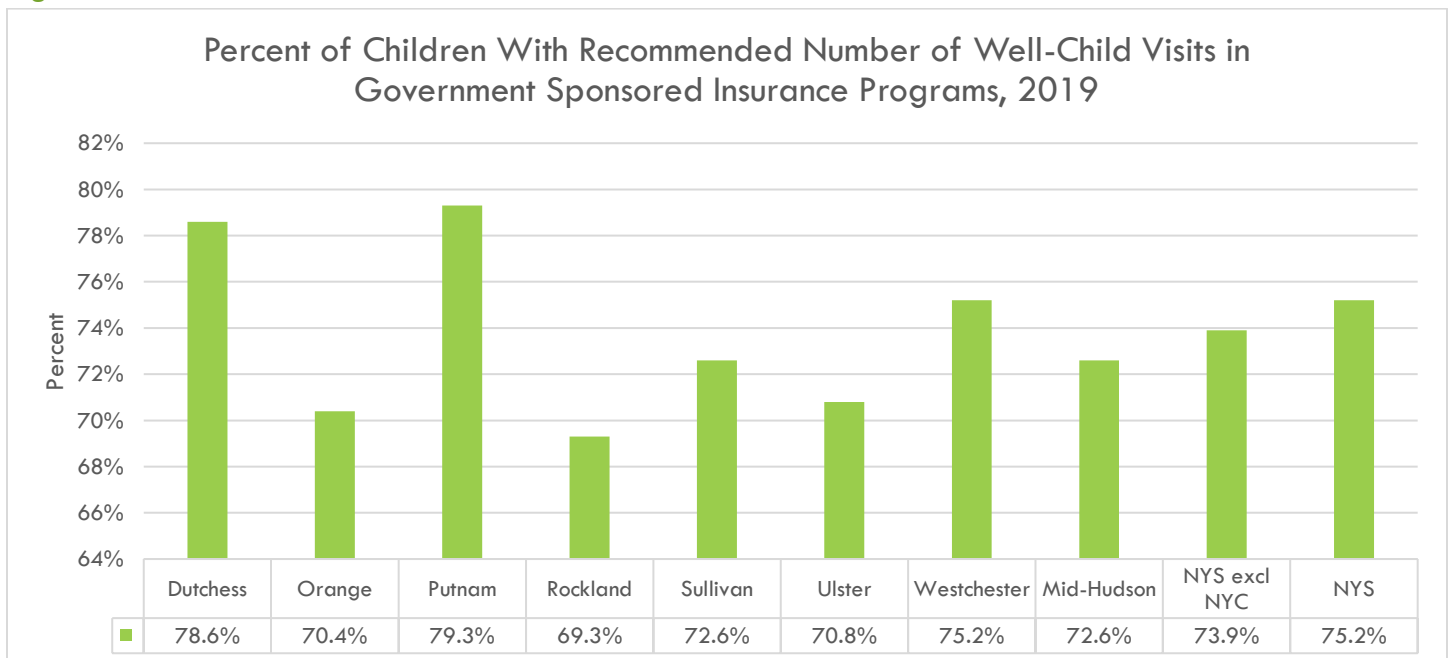 Percent of Children With Recommended Number of Well-Child Visits in
Government Sponsored Insurance Programs, 2019
82%
80%
78%
76%
74%
72%
70%
68%
66%
64%
Percent
Dutchess Orange Putnam Rockland Sullivan Ulster Westchester Mid-Hudson NYS excl NYS
NYC
78.6% 70.4% 79.3% 69.3% 72.6% 70.8% 75.2% 72.6% 73.9% 75.2%